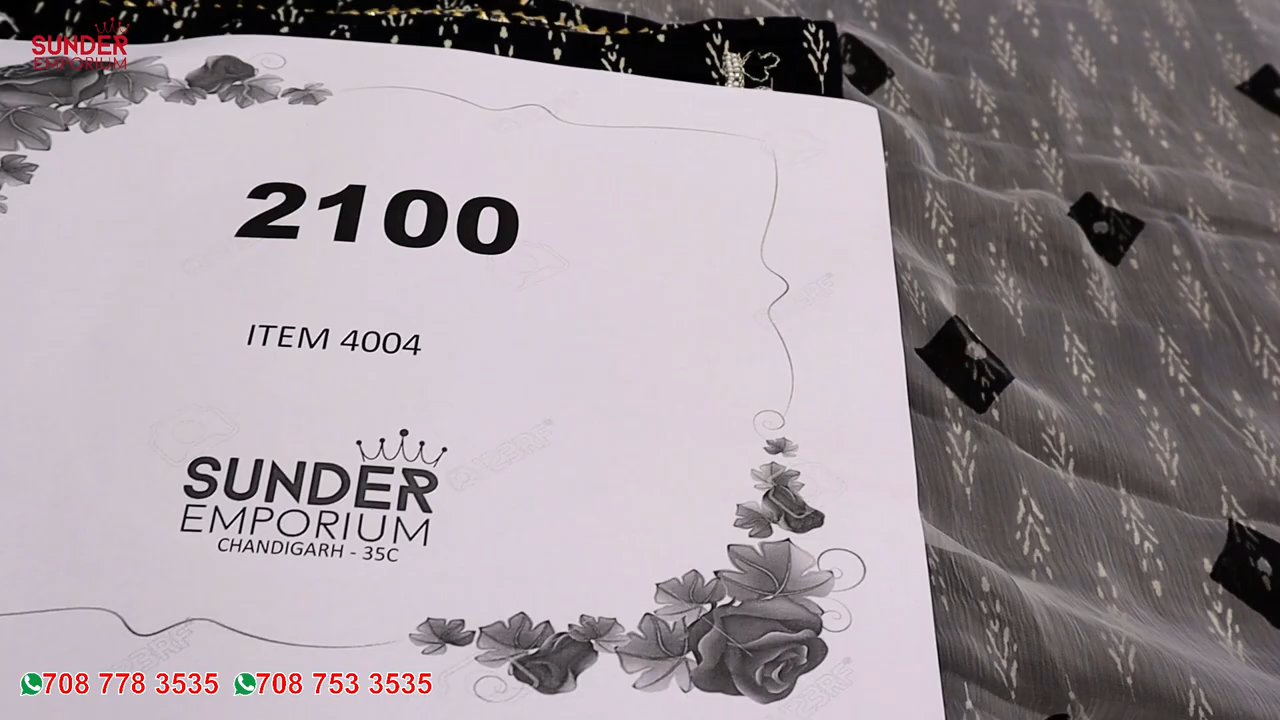 SUNDER
EMPORIUM
2100
ITEM 4004
SUNDER
EMPORIUM
CHANDIGARH - 35C
708 778 3535 708 753 3535